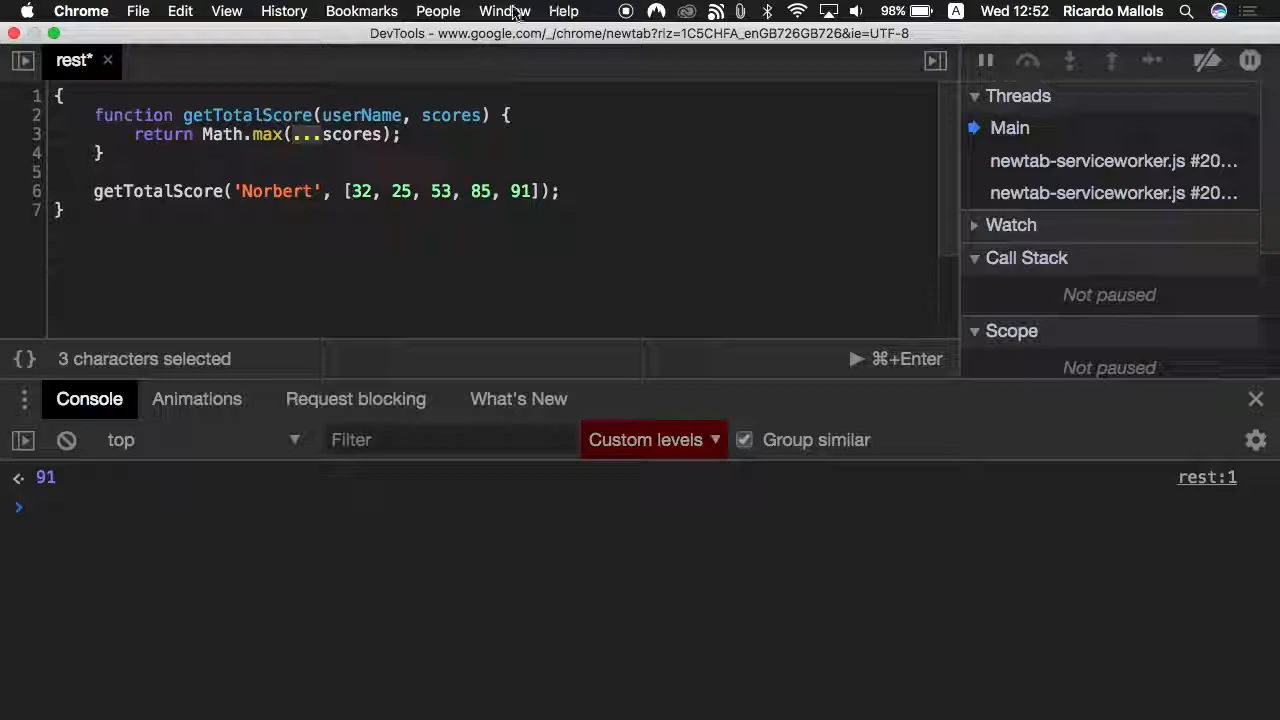 Chrome File Edit View History Bookmarks People Window Help 98% A Wed 12:52 Ricardo Mallols
DevTools - www.google.com/_/chrome/newtab?rlz=1C5CHFA_enGB726GB726&ie=UTF-8
rest* ×
1 {
2 function getTotalScore(userName, scores) {
3 return Math.max(...scores);
4 }
5
6 getTotalScore('Norbert', [32, 25, 53, 85, 91]);
7 }
{} 3 characters selected ⌘+Enter
Threads
Main
newtab-serviceworker.js #20...
newtab-serviceworker.js #20...
Watch
Call Stack
Not paused
Scope
Not paused
Console Animations Request blocking What's New
top Filter Custom levels Group similar
91 rest:1